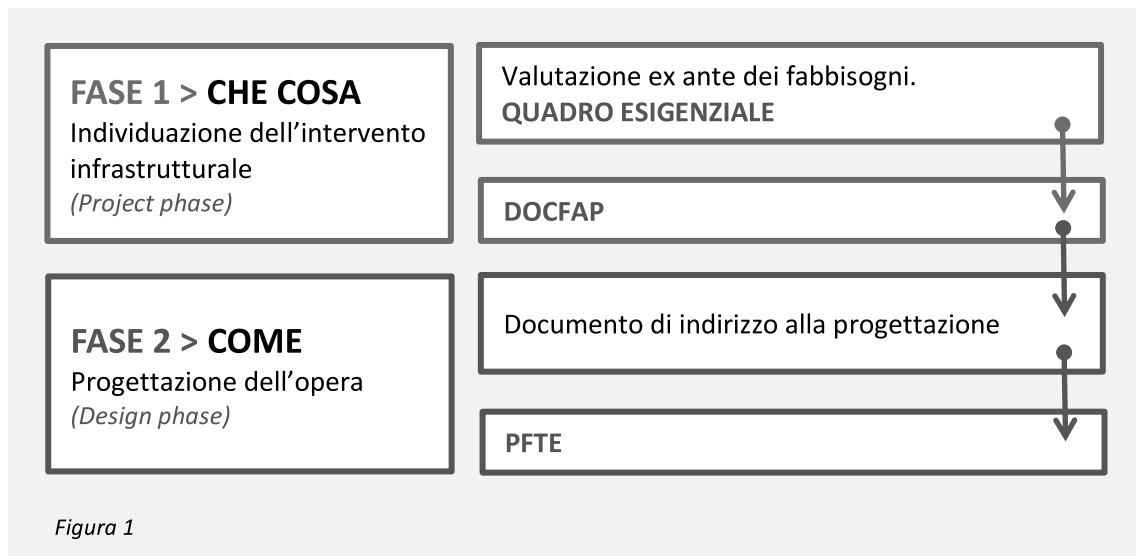 FASE 1 > CHE COSA
Individuazione dell’intervento
infrastrutturale
(Project phase)
Valutazione ex ante dei fabbisogni.
QUADRO ESIGENZIALE
DOCFAP
FASE 2 > COME
Progettazione dell’opera
(Design phase)
Documento di indirizzo alla progettazione
PFTE
Figura 1